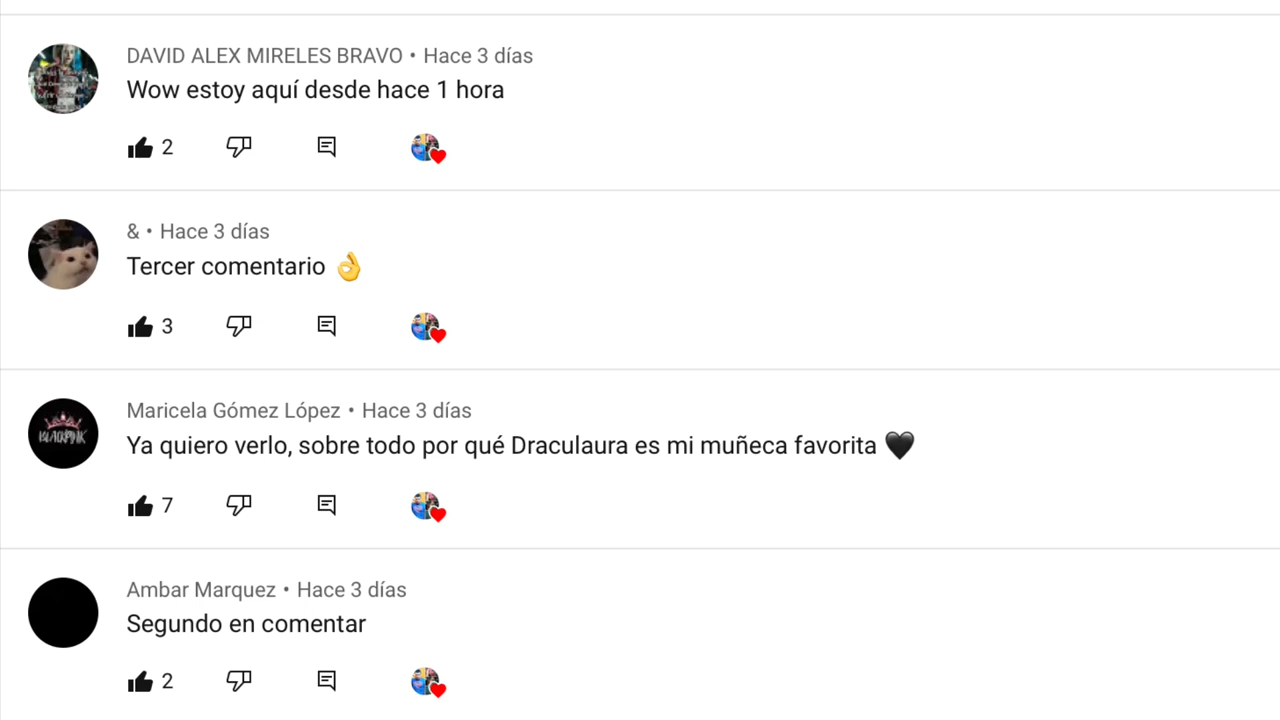 DAVID ALEX MIRELES BRAVO • Hace 3 días
Wow estoy aquí desde hace 1 hora
2
& • Hace 3 días
Tercer comentario 👌
3
Maricela Gómez López • Hace 3 días
Ya quiero verlo, sobre todo por qué Draculaura es mi muñeca favorita 🖤
BLACKPINK
7
Ambar Marquez • Hace 3 días
Segundo en comentar
2